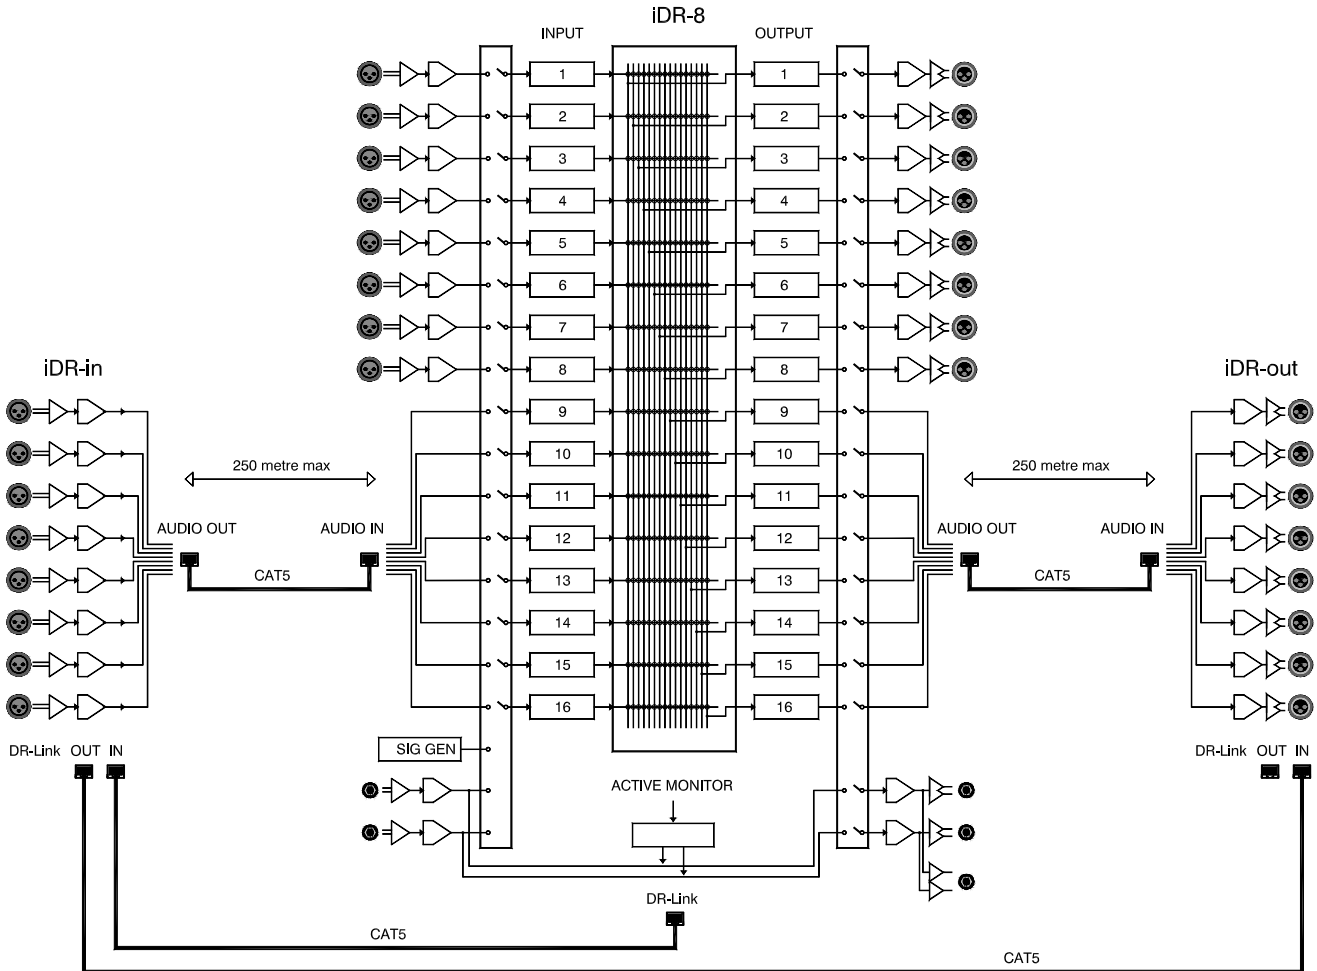 iDR-8
INPUT
OUTPUT
1 1
2 2
3 3
4 4
5 5
6 6
7 7
8 8
iDR-in
iDR-out
9 9
10 10
250 metre max
250 metre max
11 11
AUDIO OUT AUDIO IN
AUDIO OUT AUDIO IN
12 12
CAT5
CAT5
13 13
14 14
15 15
16 16
SIG GEN
DR-Link OUT IN
DR-Link OUT IN
ACTIVE MONITOR
DR-Link
CAT5
CAT5